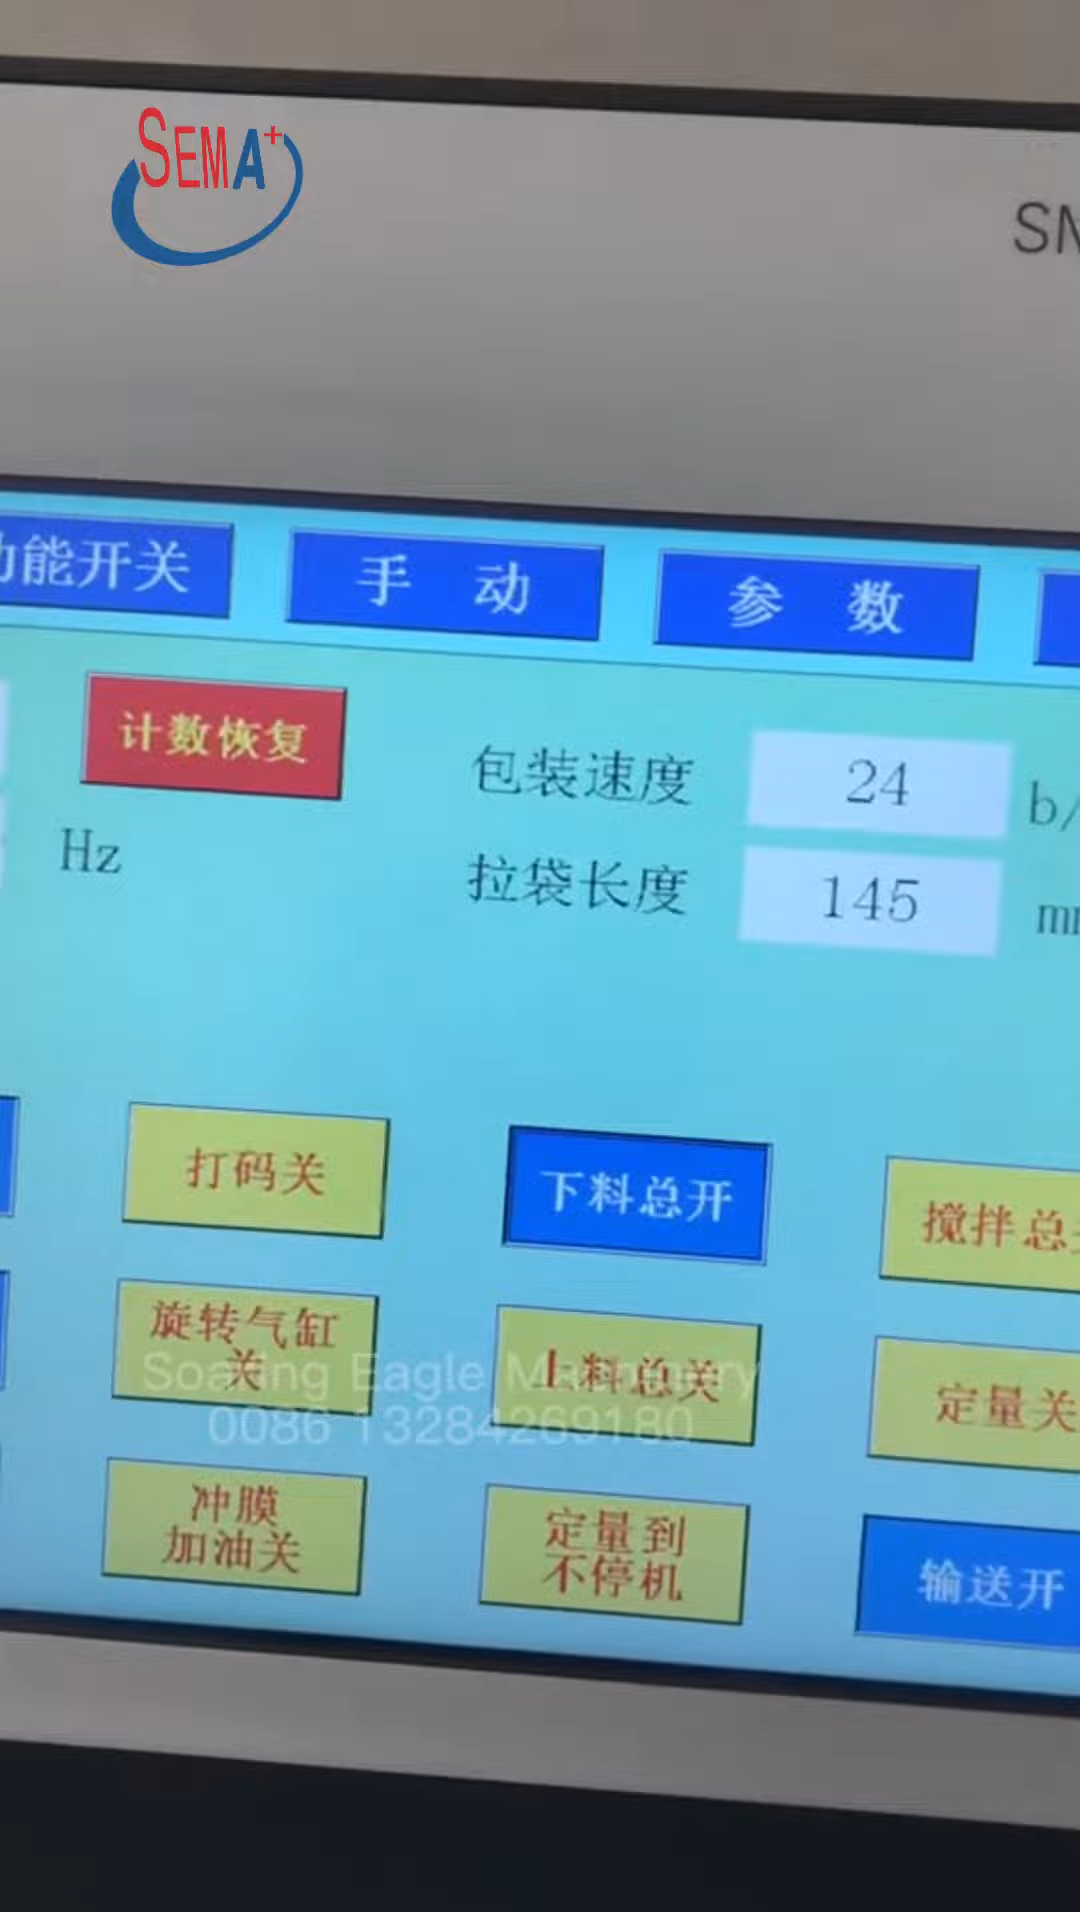 SEMA+
SM
功能开关
手 动
参 数
计数恢复
包装速度
24
b/
Hz
拉袋长度
145
mm
打码关
下料总开
搅拌总
旋转气缸
关
上料总关
定量关
Soaring Eagle Machinery
0086 13284269180
冲膜
加油关
定量到
不停机
输送开